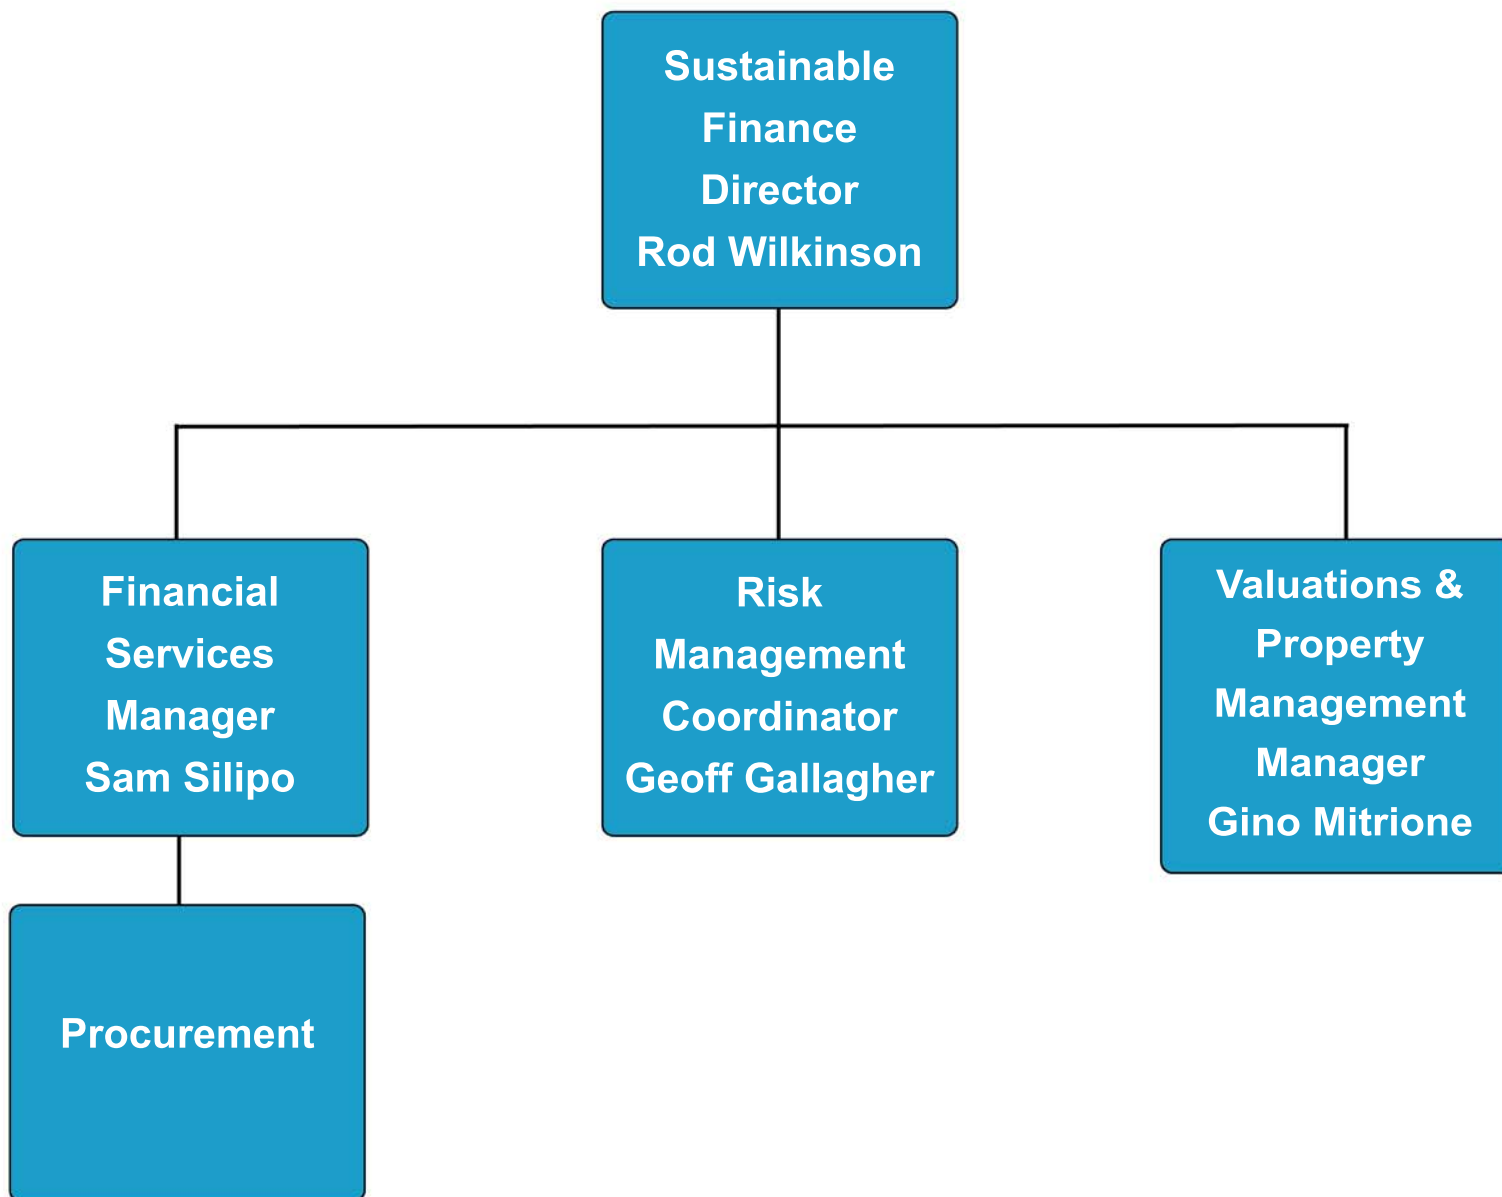 Sustainable
Finance
Director
Rod Wilkinson
Financial
Services
Manager
Sam Silipo
Risk
Management
Coordinator
Geoff Gallagher
Valuations &
Property
Management
Manager
Gino Mitrione
Procurement